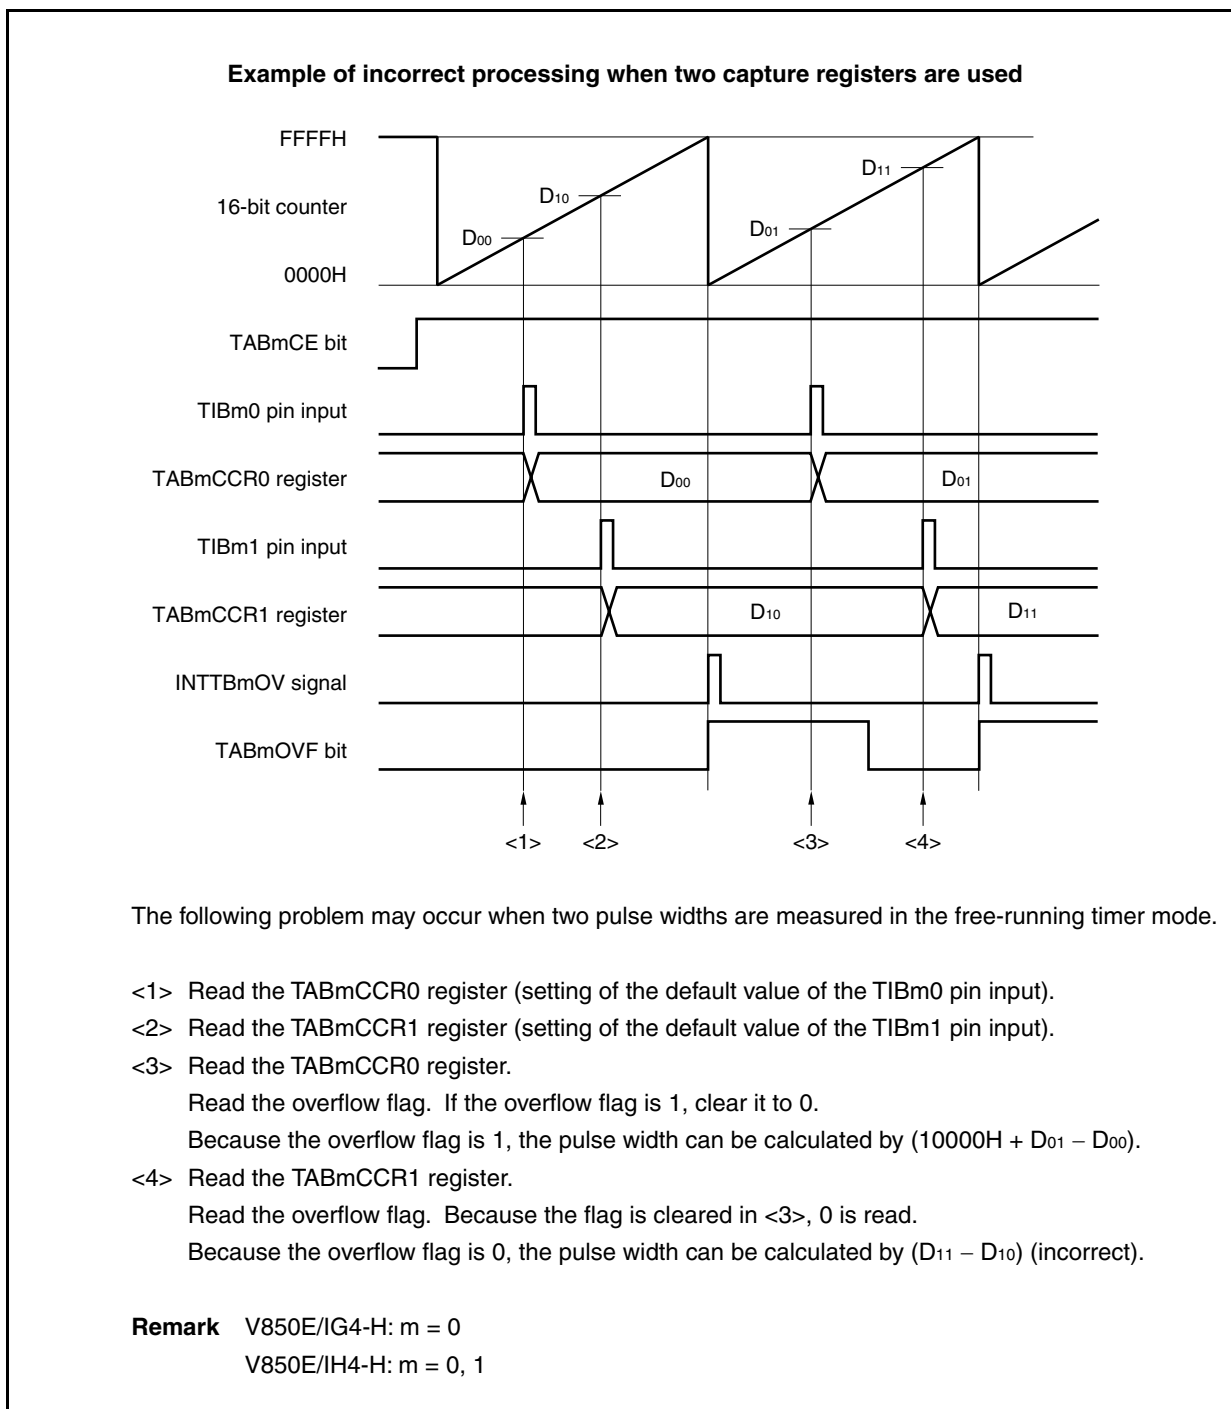 Example of incorrect processing when two capture registers are used
FFFFH
D11
D10
16-bit counter
D00
D01
0000H
TABmCE bit
TIBm0 pin input
TABmCCR0 register
D00
D01
TIBm1 pin input
TABmCCR1 register
D10
D11
INTTBmOV signal
TABmOVF bit
<1> <2> <3> <4>
The following problem may occur when two pulse widths are measured in the free-running timer mode.
<1> Read the TABmCCR0 register (setting of the default value of the TIBm0 pin input).
<2> Read the TABmCCR1 register (setting of the default value of the TIBm1 pin input).
<3> Read the TABmCCR0 register.
Read the overflow flag. If the overflow flag is 1, clear it to 0.
Because the overflow flag is 1, the pulse width can be calculated by (10000H + D01 − D00).
<4> Read the TABmCCR1 register.
Read the overflow flag. Because the flag is cleared in <3>, 0 is read.
Because the overflow flag is 0, the pulse width can be calculated by (D11 − D10) (incorrect).
Remark V850E/IG4-H: m = 0
V850E/IH4-H: m = 0, 1